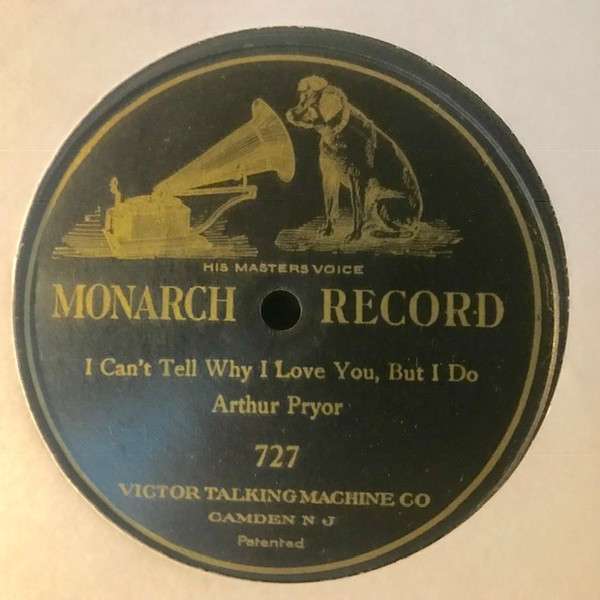 HIS MASTERS VOICE
MONARCH RECORD
I Can't Tell Why I Love You, But I Do
Arthur Pryor
727
VICTOR TALKING MACHINE CO
CAMDEN N J
Patented